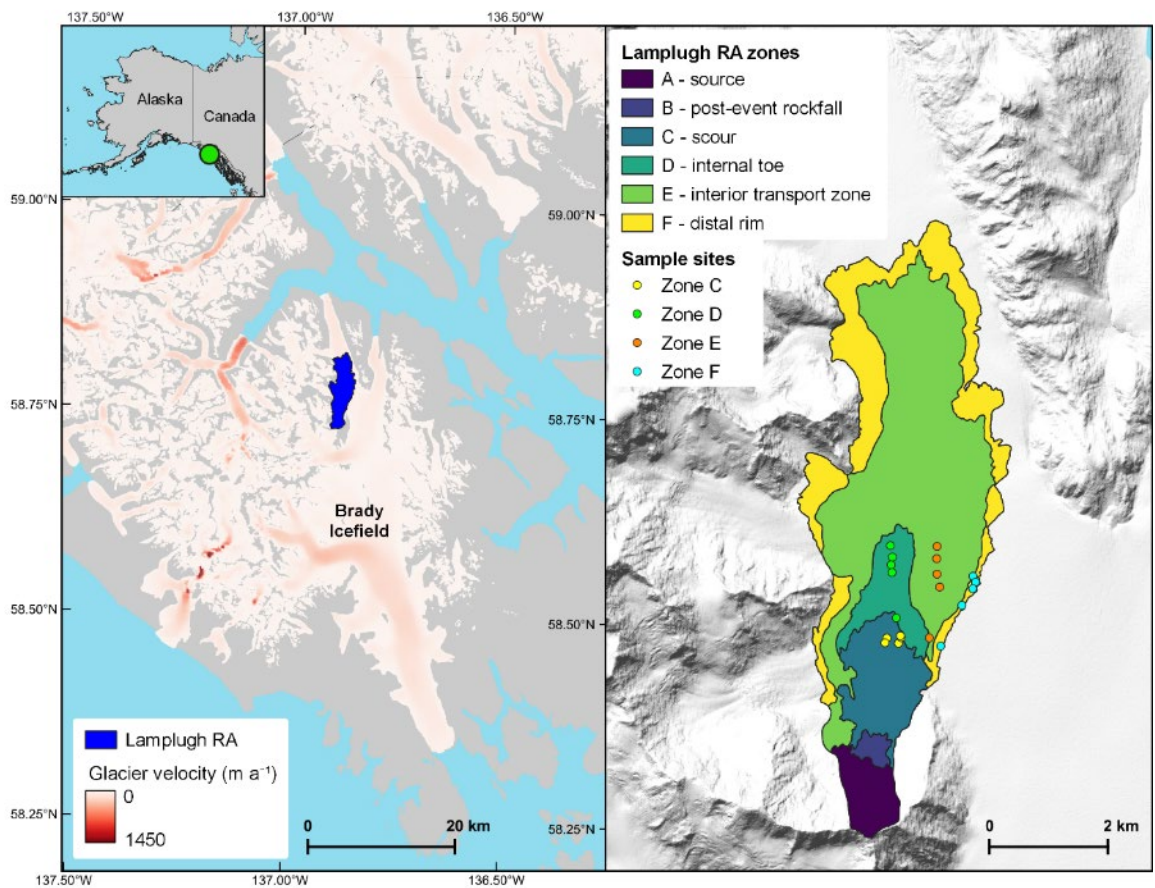 137.50°W
137.00°W
136.50°W
Alaska
Canada
59.00°N
58.75°N
58.50°N
58.25°N
Brady
Icefield
Lamplugh RA
Glacier velocity (m a⁻¹)
0
1450
0
20 km
137.50°W
137.00°W
136.50°W
Lamplugh RA zones
A - source
B - post-event rockfall
C - scour
D - internal toe
E - interior transport zone
F - distal rim
Sample sites
Zone C
Zone D
Zone E
Zone F
59.00°N
58.75°N
58.50°N
58.25°N
0
2 km